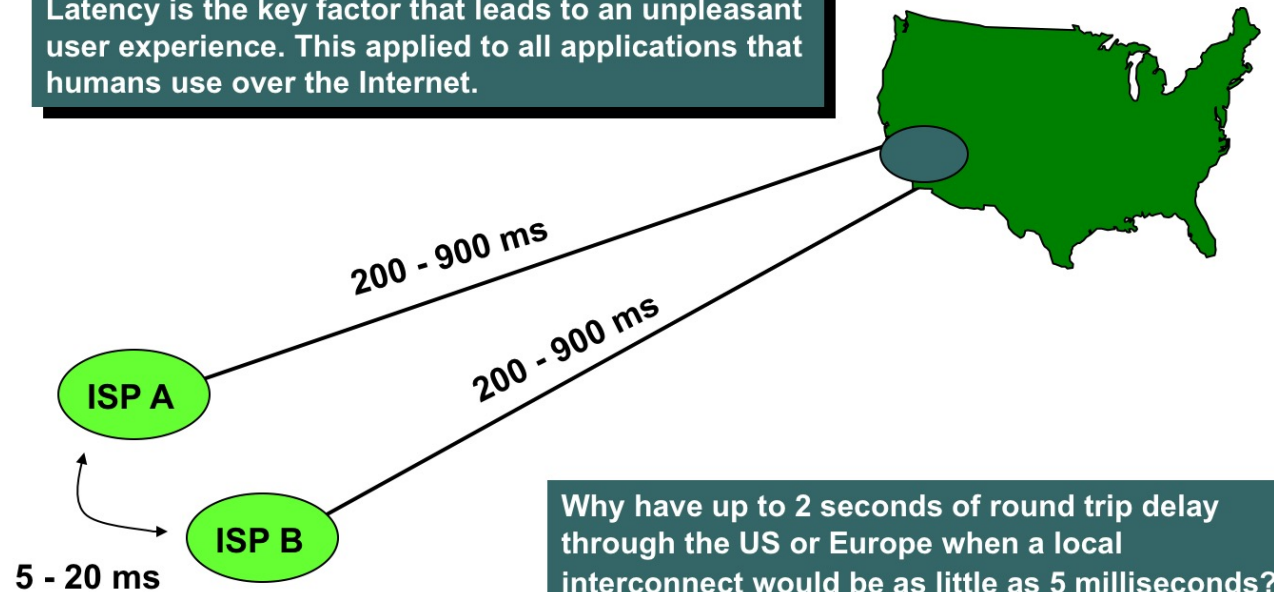 Latency is the key factor that leads to an unpleasant
user experience. This applied to all applications that
humans use over the Internet.
200 - 900 ms
200 - 900 ms
ISP A
ISP B
5 - 20 ms
Why have up to 2 seconds of round trip delay
through the US or Europe when a local
interconnect would be as little as 5 milliseconds?